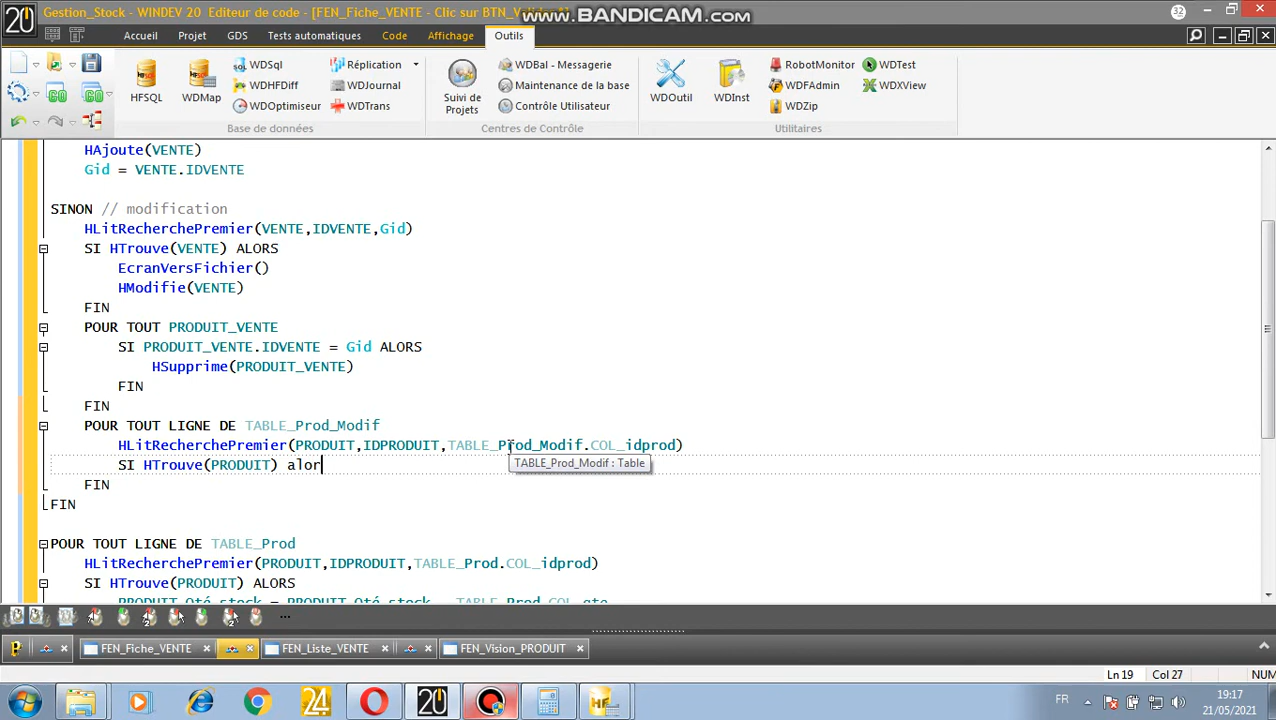 Gestion_Stock - WINDEV 20 Editeur de code - [FEN_Fiche_VENTE - Clic sur BTN_
www.BANDICAM.com
32
20
Accueil Projet GDS Tests automatiques Code Affichage Outils
WDSql Réplication WDBal - Messagerie RobotMonitor WDTest
WDHFDiff WDJournal Maintenance de la base WDFAdmin WDXView
HFSQL WDMap WDOptimiseur WDTrans Suivi de Projets Contrôle Utilisateur WDOutil WDInst WDZip
Base de données Centres de Contrôle Utilitaires
HAjoute(VENTE)
Gid = VENTE.IDVENTE
SINON // modification
HLitRecherchePremier(VENTE,IDVENTE,Gid)
SI HTrouve(VENTE) ALORS
EcranVersFichier()
HModifie(VENTE)
FIN
POUR TOUT PRODUIT_VENTE
SI PRODUIT_VENTE.IDVENTE = Gid ALORS
HSupprime(PRODUIT_VENTE)
FIN
FIN
POUR TOUT LIGNE DE TABLE_Prod_Modif
HLitRecherchePremier(PRODUIT,IDPRODUIT,TABLE_Prod_Modif.COL_idprod)
SI HTrouve(PRODUIT) alor
TABLE_Prod_Modif : Table
FIN
FIN
POUR TOUT LIGNE DE TABLE_Prod
HLitRecherchePremier(PRODUIT,IDPRODUIT,TABLE_Prod.COL_idprod)
SI HTrouve(PRODUIT) ALORS
PRODUIT.Qté_stock = PRODUIT.Qté_stock - TABLE_Prod.COL_qte
FEN_Fiche_VENTE FEN_Liste_VENTE FEN_Vision_PRODUIT
Ln 19 Col 27 NUM
FR 19:17
21/05/2021